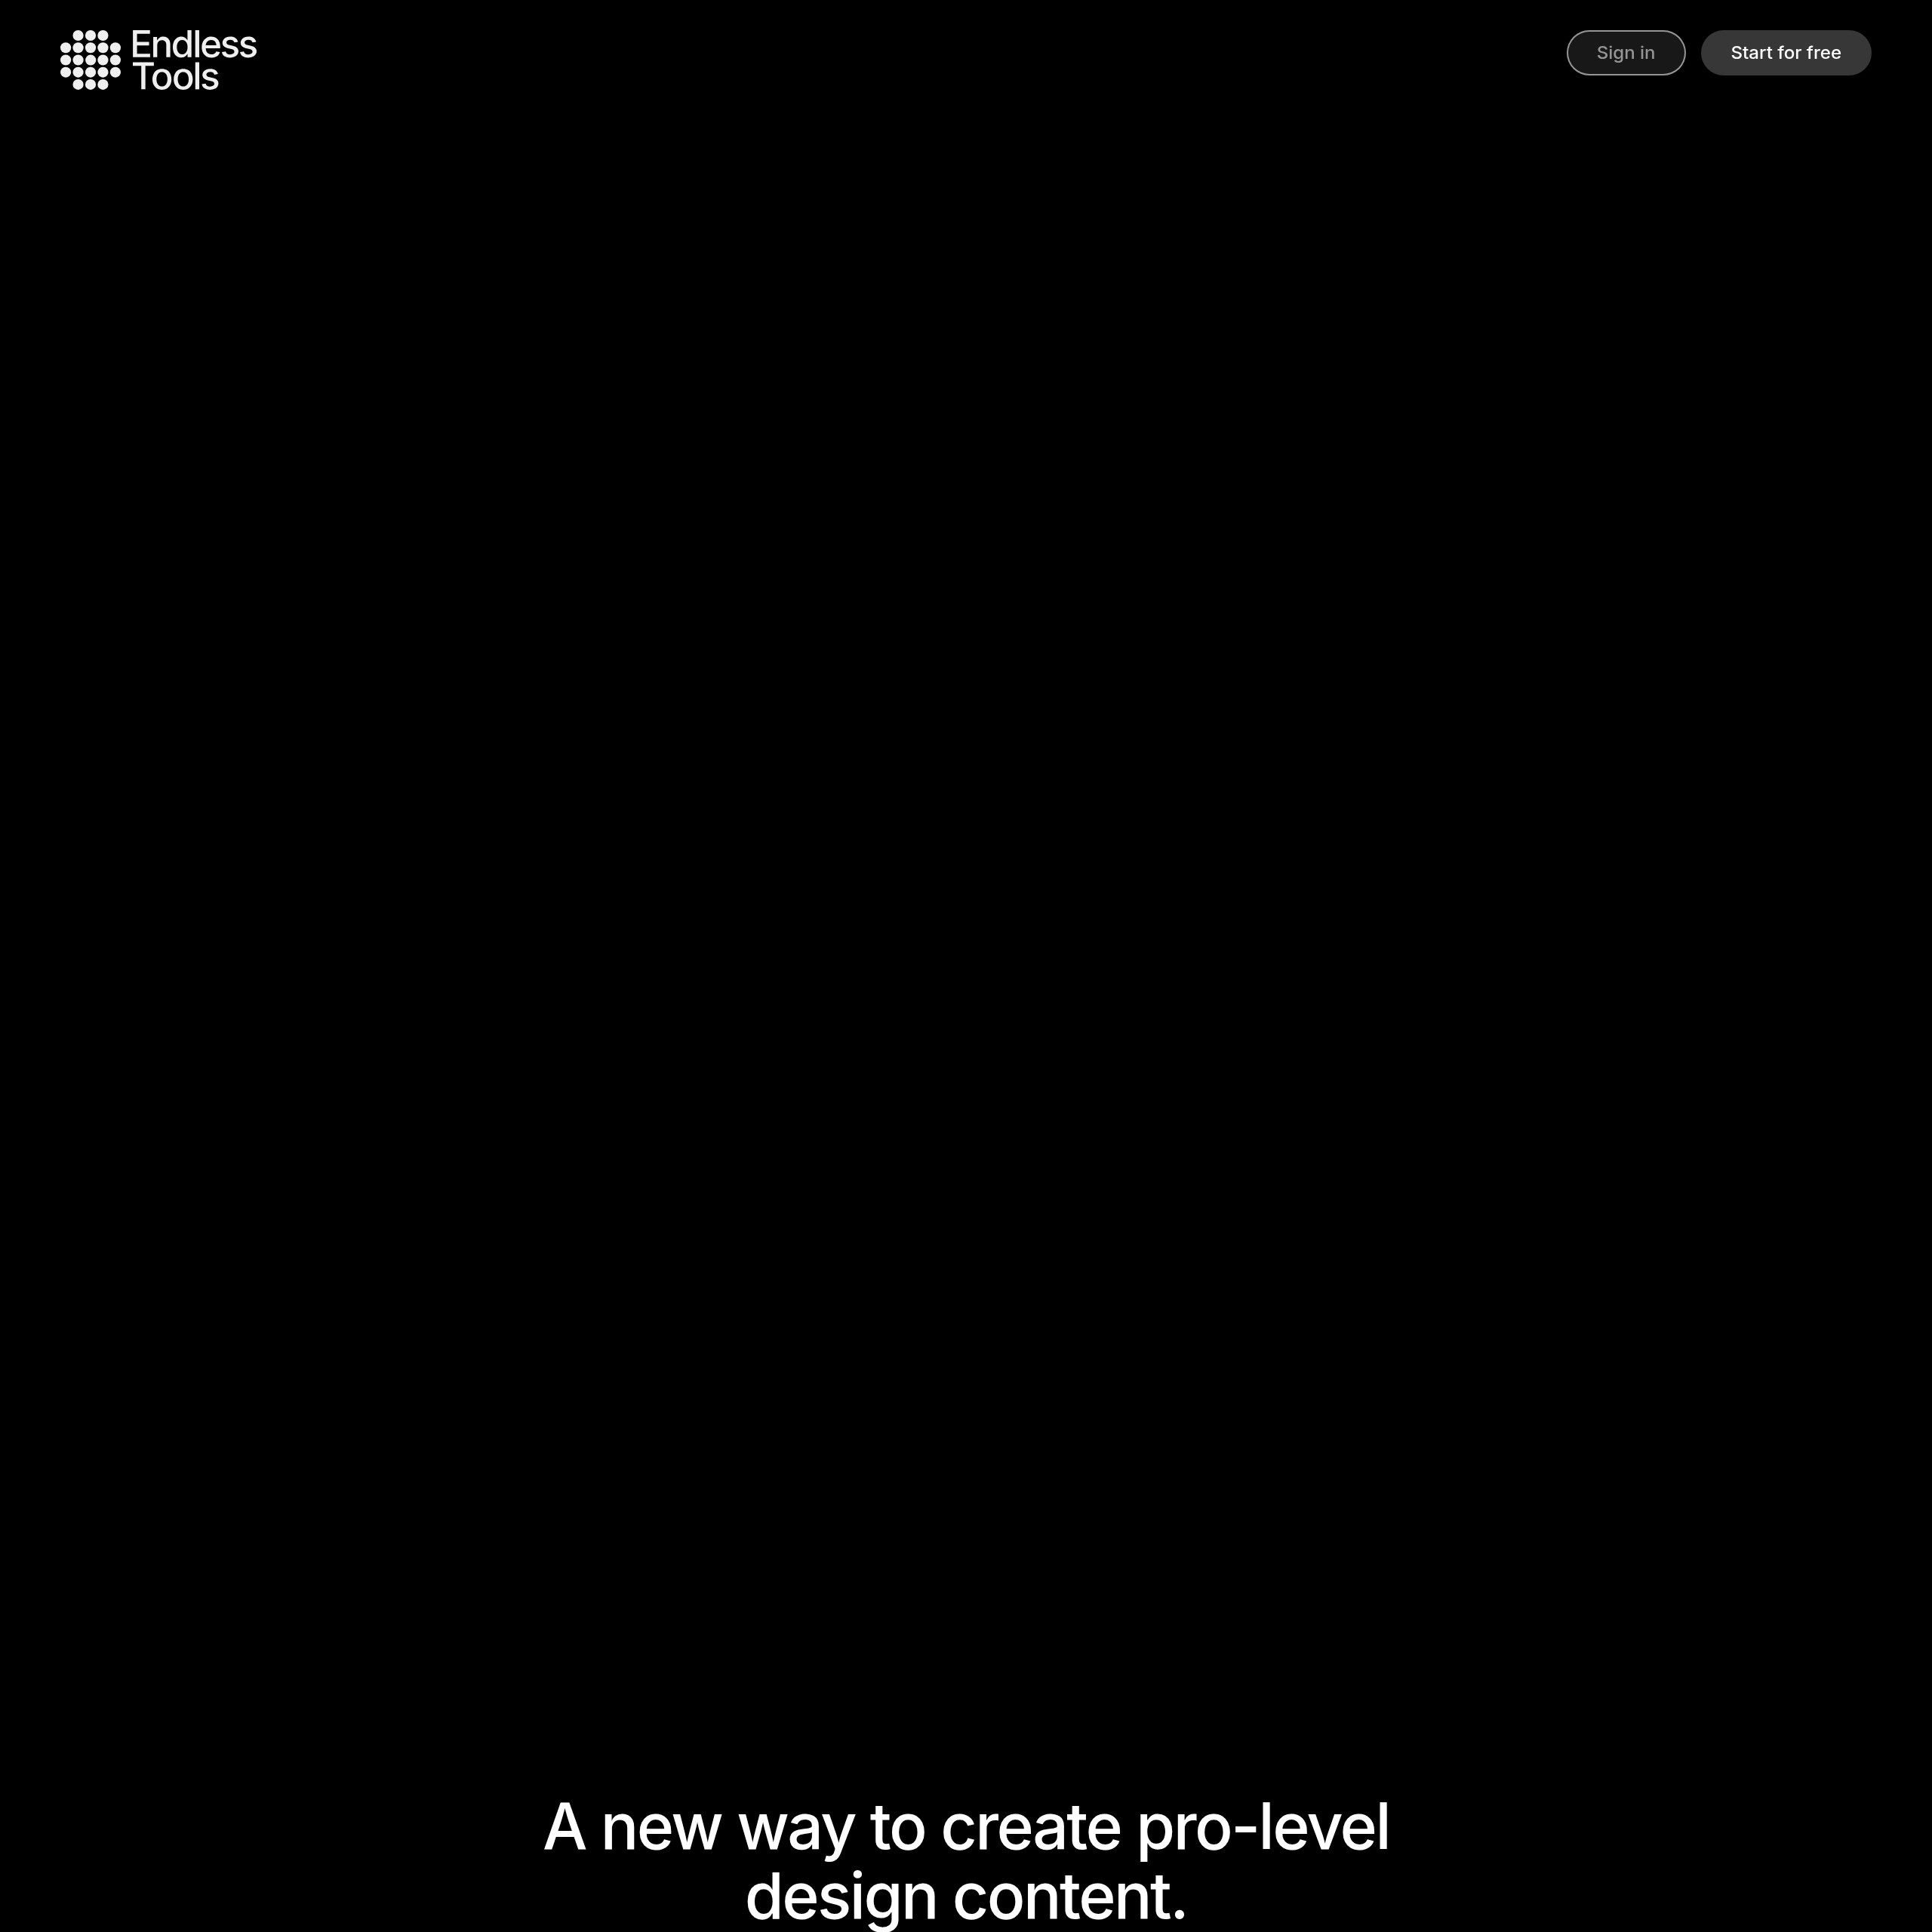 Endless
Tools
Sign in
Start for free
A new way to create pro-level
design content.